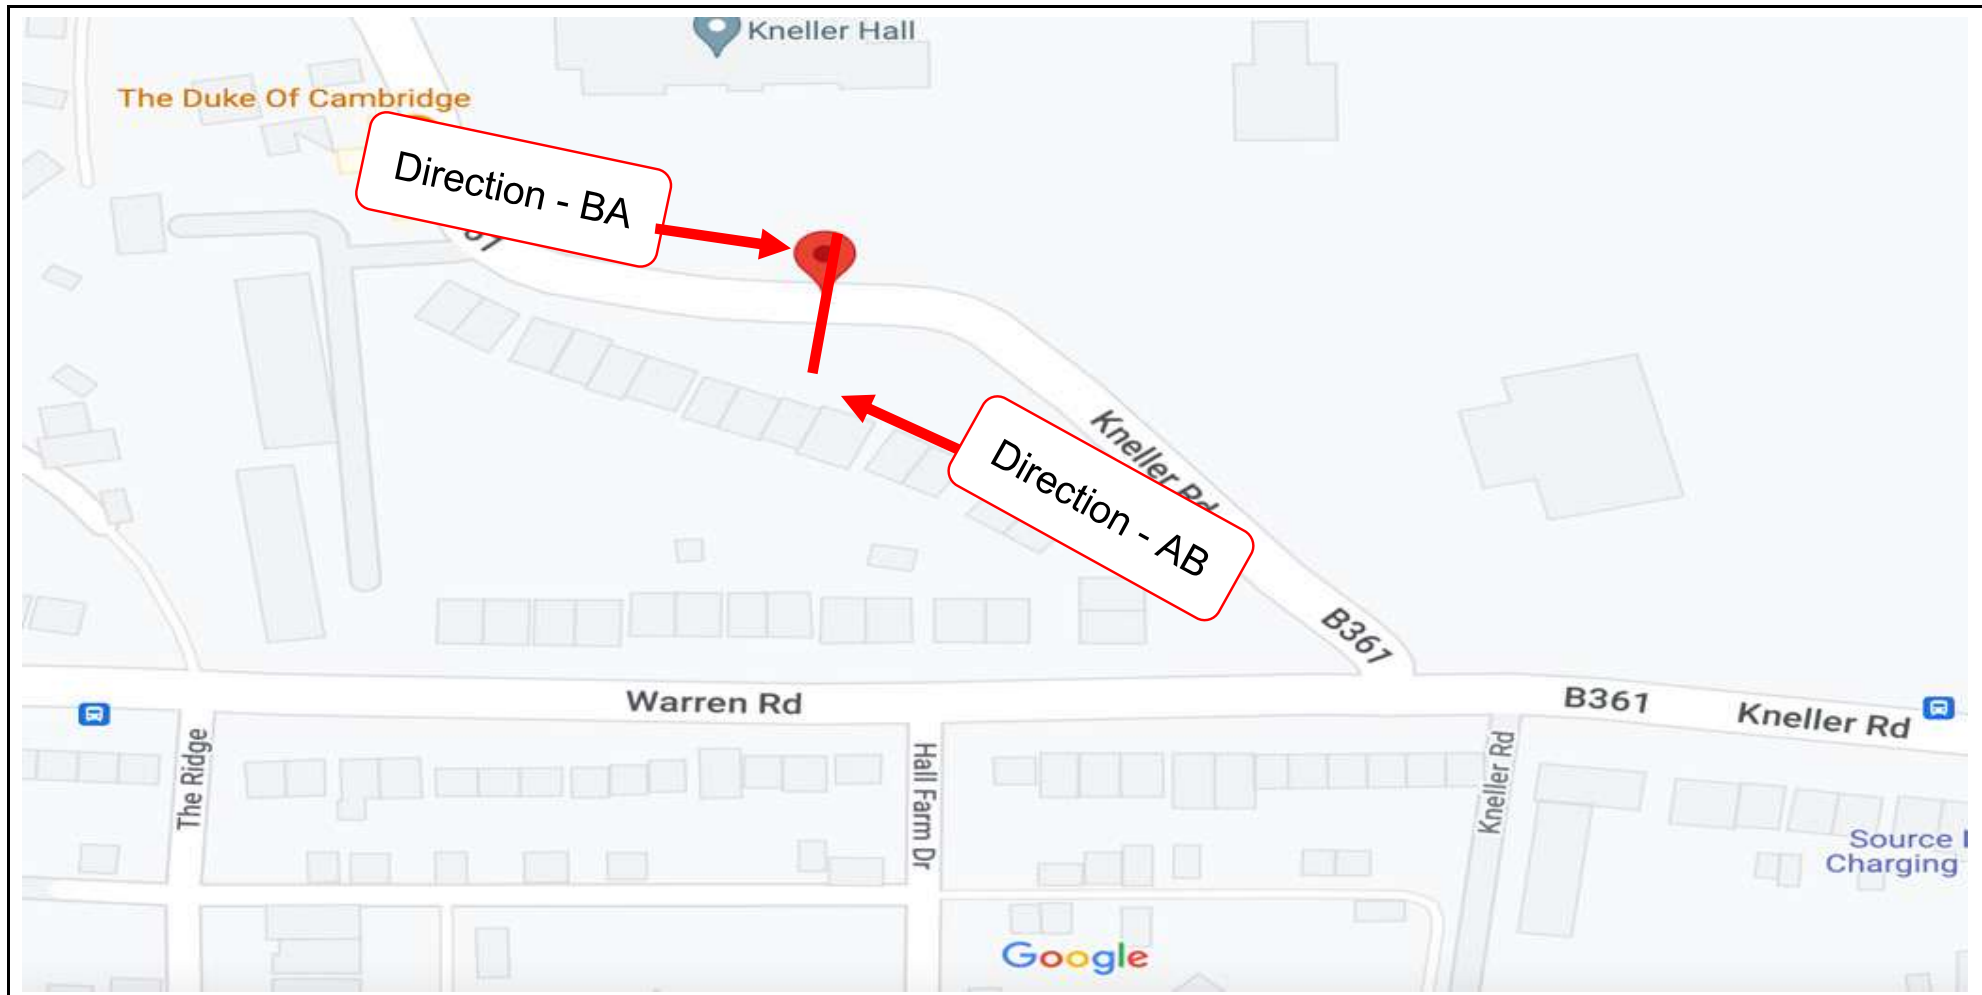 Kneller Hall
The Duke Of Cambridge
Direction - BA
Kneller Rd
Direction - AB
B361
Warren Rd
B361
Kneller Rd
The Ridge
Hall Farm Dr
Kneller Rd
Source
Charging
Google